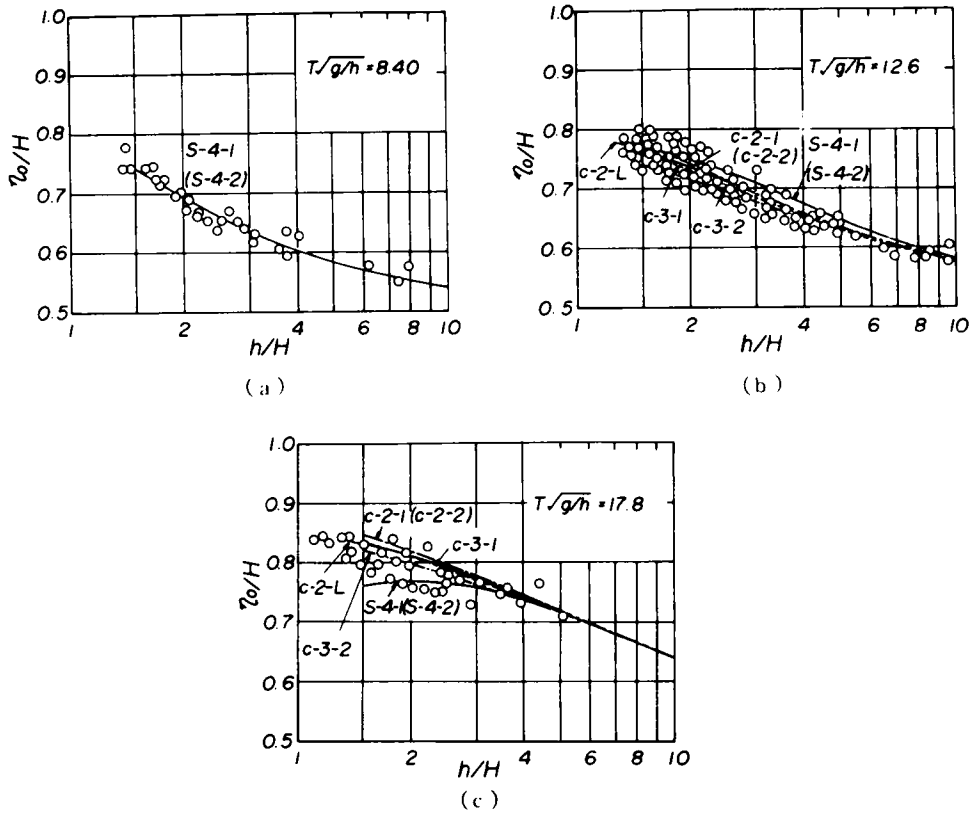 1.0
0.9
0.8
0.7
0.6
0.5
η₀/H
T√g/h = 8.40
S-4-1
(S-4-2)
1 2 4 6 8 10
h/H
(a)
1.0
0.9
0.8
0.7
0.6
0.5
η₀/H
T√g/h = 12.6
c-2-1
(c-2-2)
S-4-1
(S-4-2)
c-2-L
c-3-1
c-3-2
1 2 4 6 8 10
h/H
(b)
1.0
0.9
0.8
0.7
0.6
0.5
η₀/H
T√g/h = 17.8
c-2-1 (c-2-2)
c-3-1
c-2-L
S-4-1 (S-4-2)
c-3-2
1 2 4 6 8 10
h/H
(c)